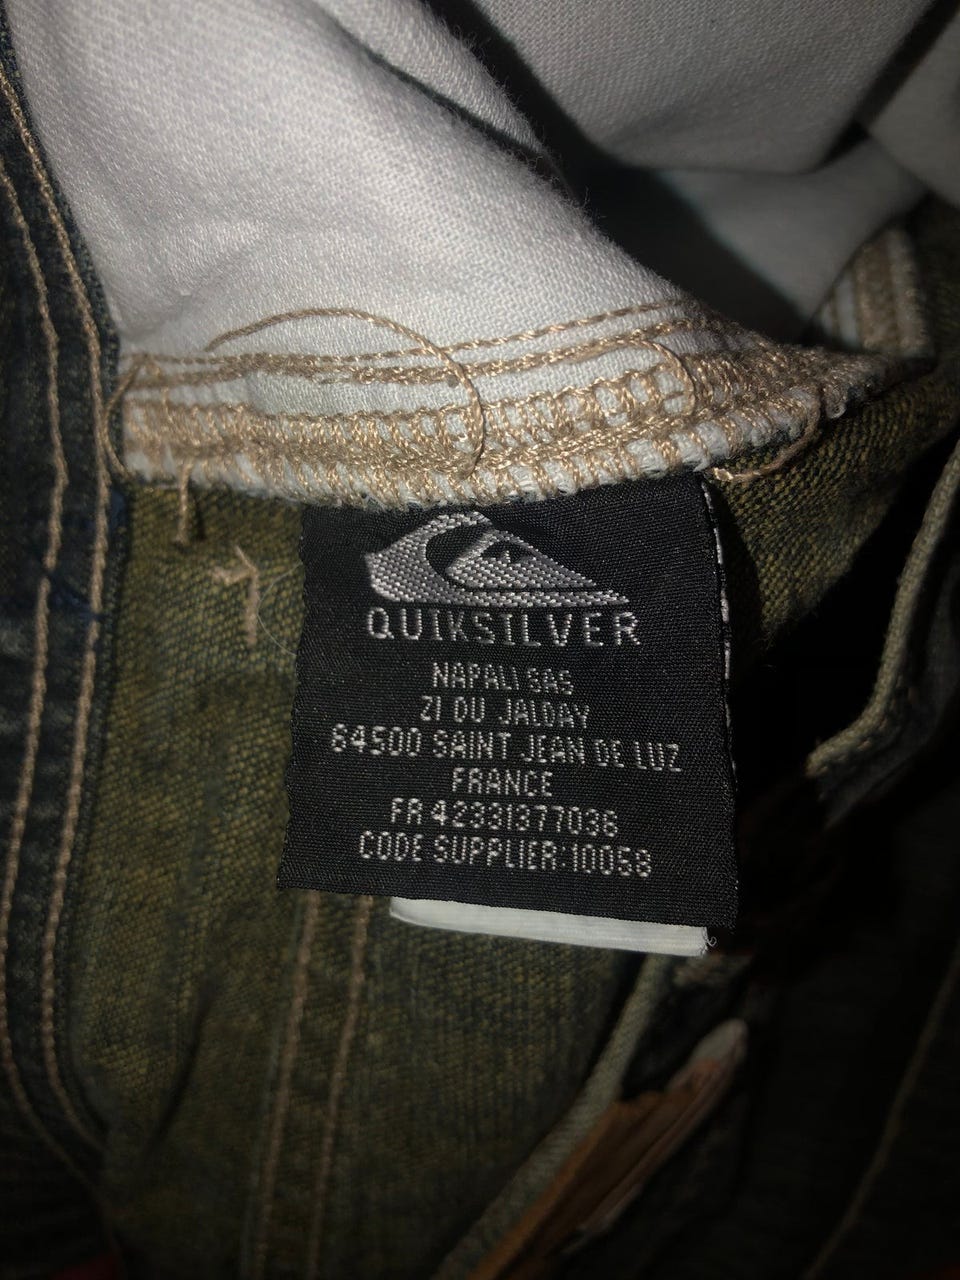 QUIKSILVER
NAPALI SAS
ZI DU JALDAY
64500 SAINT JEAN DE LUZ
FRANCE
FR 42331377036
CODE SUPPLIER:10058